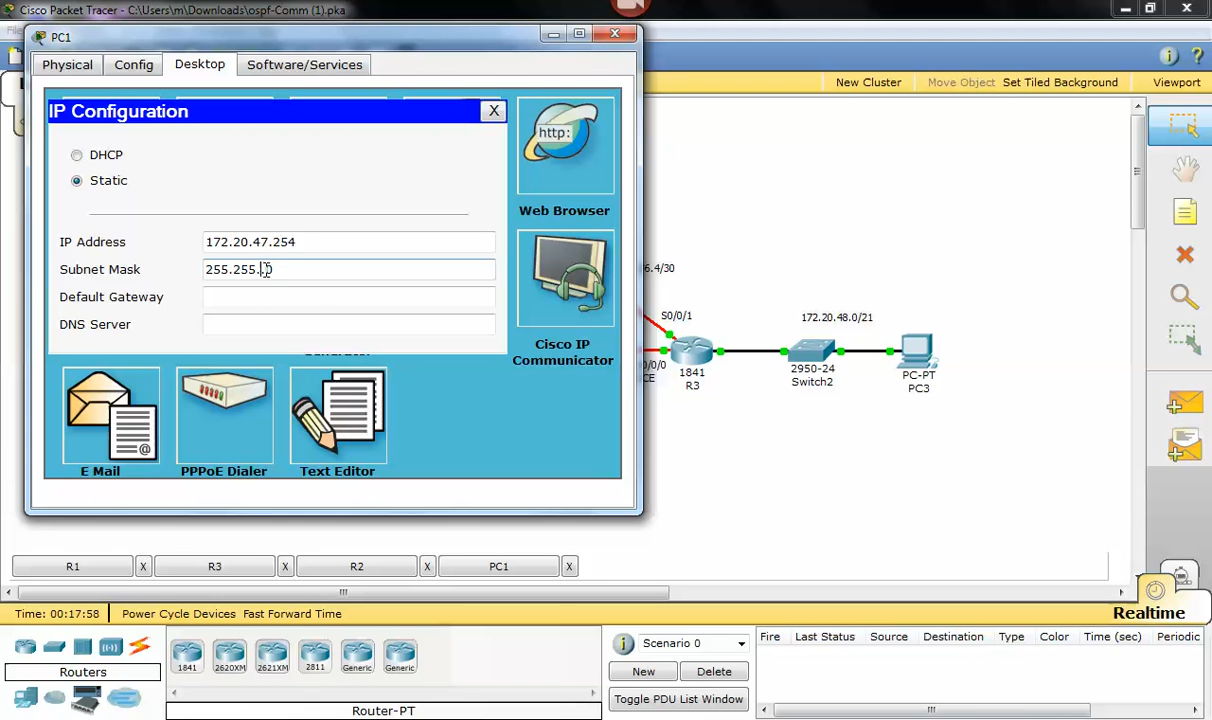 Cisco Packet Tracer - C:\Users\m\Downloads\ospf-Comm (1).pka
PC1
Physical
Config
Desktop
Software/Services
New Cluster
Move Object
Set Tiled Background
Viewport
IP Configuration
X
DHCP
Static
IP Address
172.20.47.254
Subnet Mask
255.255.
Default Gateway
DNS Server
http:
Web Browser
Cisco IP
Communicator
E Mail
PPPoE Dialer
Text Editor
6.4/30
S0/0/1
172.20.48.0/21
1841
R3
2950-24
Switch2
PC-PT
PC3
R1
X
R3
X
R2
X
PC1
X
Time: 00:17:58
Power Cycle Devices Fast Forward Time
Realtime
Routers
1841
2620XM
2621XM
2811
Generic
Generic
Router-PT
Scenario 0
New
Delete
Toggle PDU List Window
Fire
Last Status
Source
Destination
Type
Color
Time (sec)
Periodic